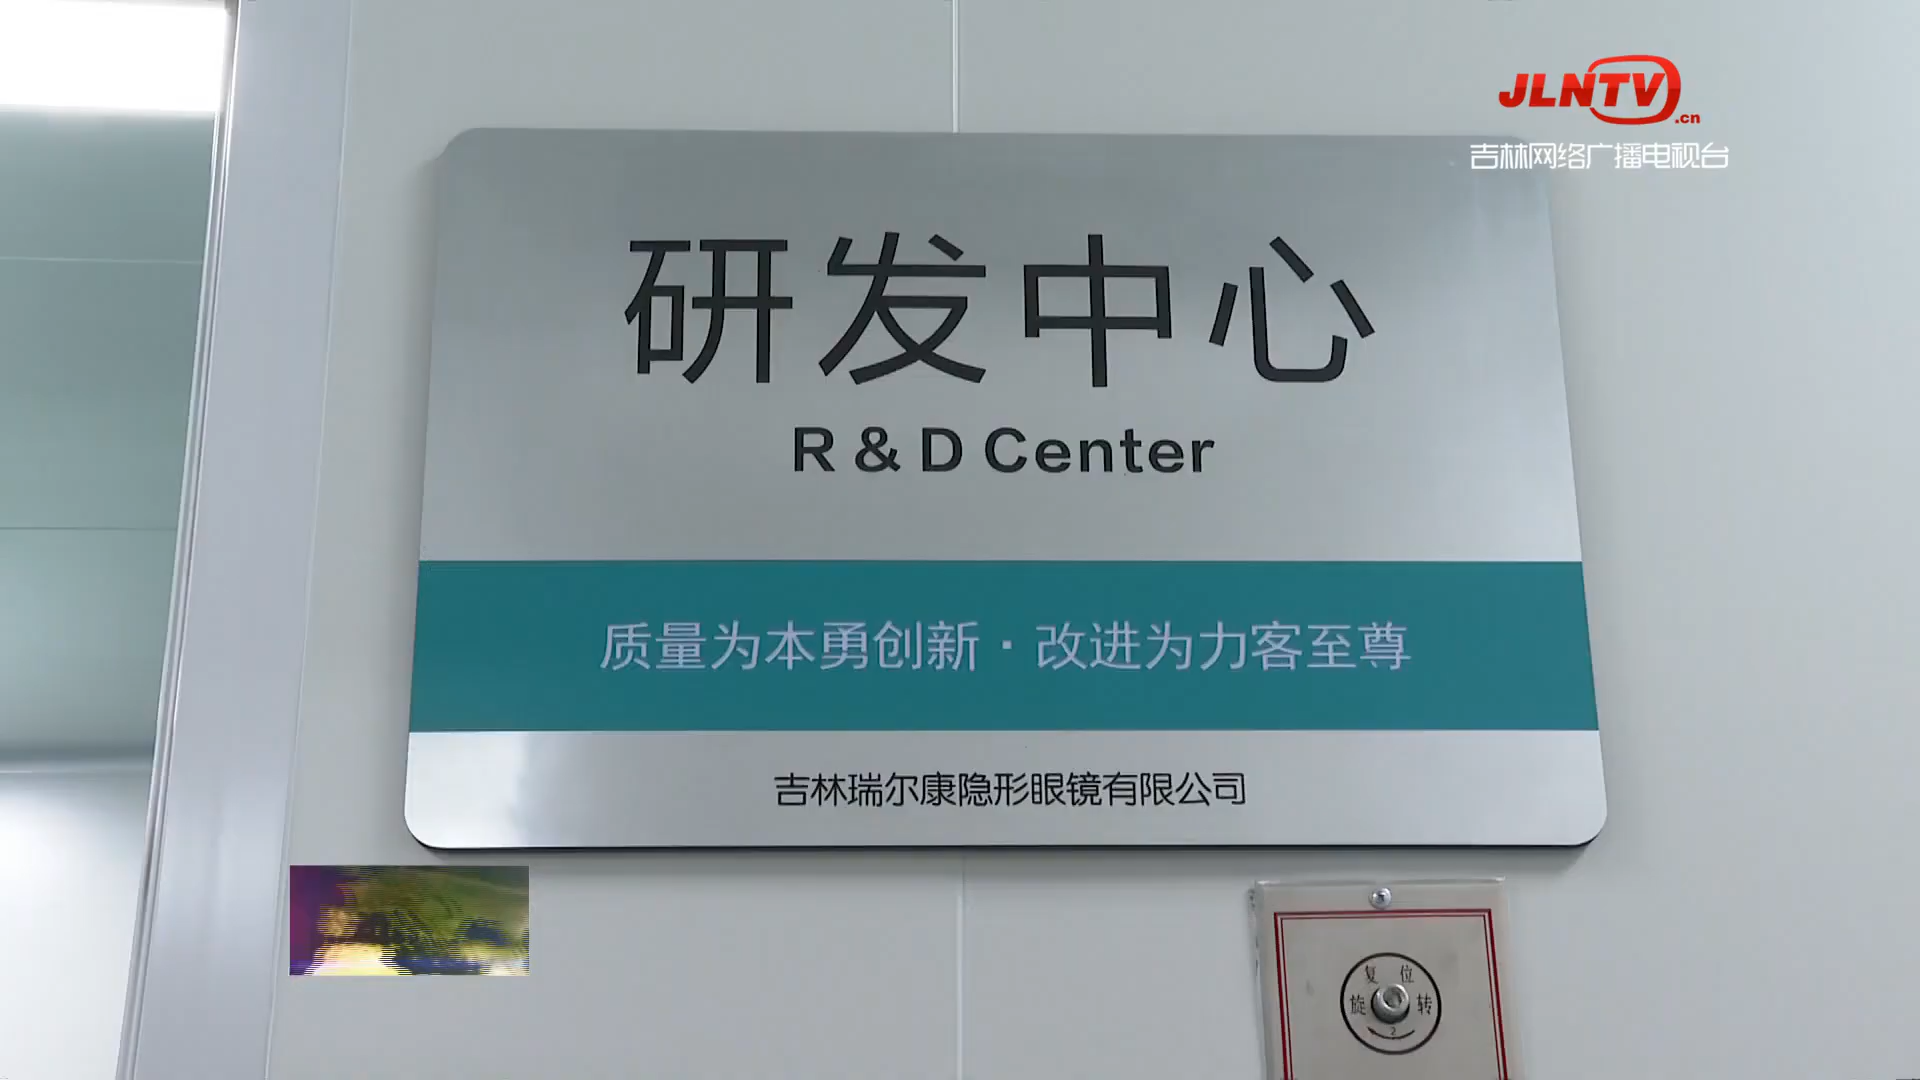 JLNTV.cn
吉林网络广播电视台
研发中心
R & D Center
质量为本勇创新·改进为力客至尊
吉林瑞尔康隐形眼镜有限公司
复位
旋转
2